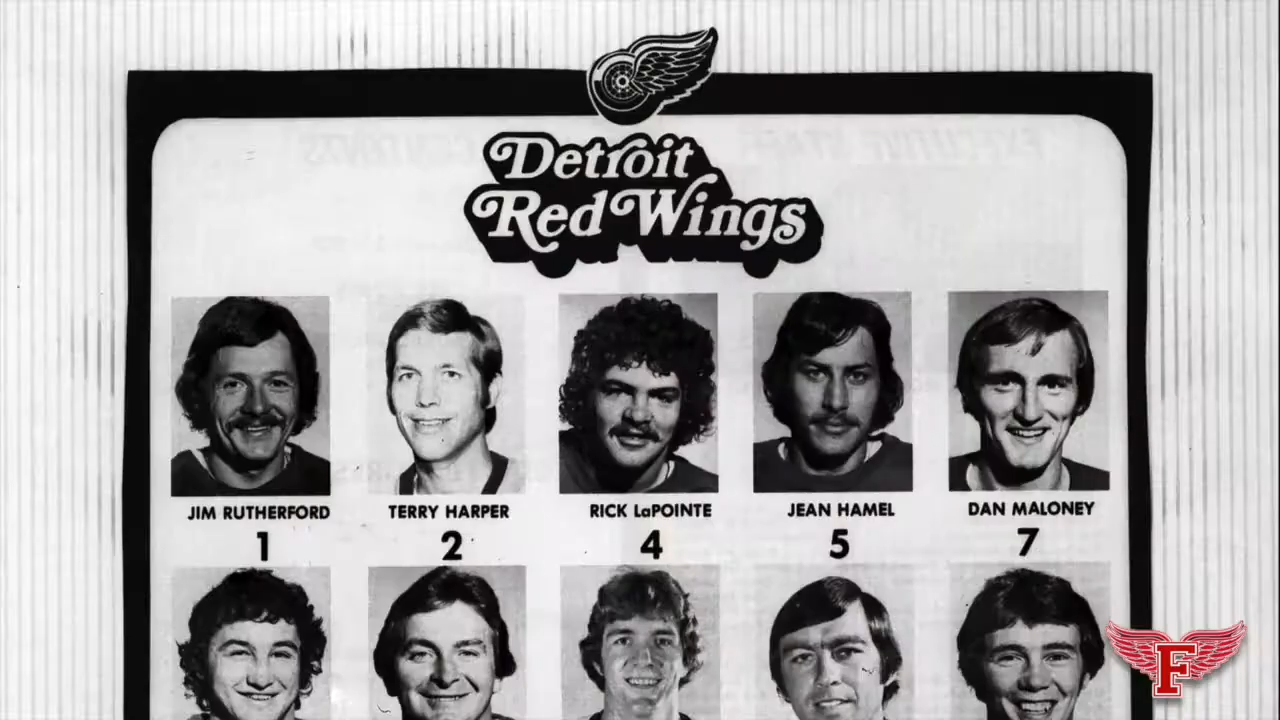 Detroit
Red Wings
JIM RUTHERFORD
TERRY HARPER
RICK LaPOINTE
JEAN HAMEL
DAN MALONEY
1
2
4
5
7
F